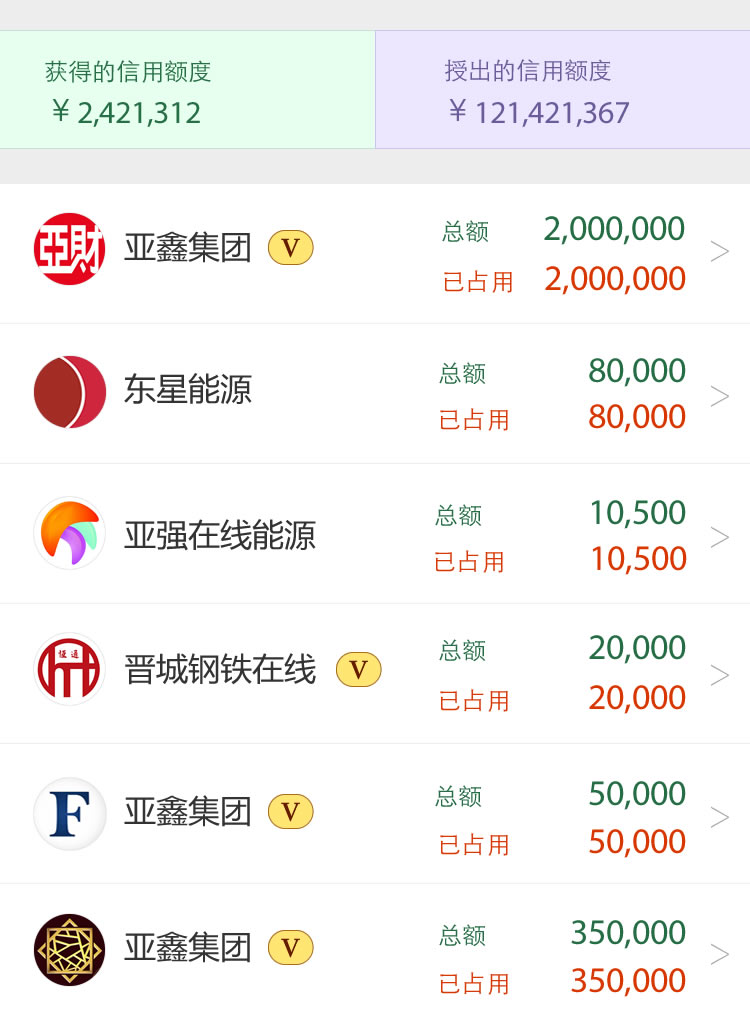 获得的信用额度
¥ 2,421,312
授出的信用额度
¥ 121,421,367
亞財
亚鑫集团 V
总额 2,000,000
已占用 2,000,000
>
东星能源
总额 80,000
已占用 80,000
>
亚强在线能源
总额 10,500
已占用 10,500
>
恒通
晋城钢铁在线 V
总额 20,000
已占用 20,000
>
F
亚鑫集团 V
总额 50,000
已占用 50,000
>
亚鑫集团 V
总额 350,000
已占用 350,000
>